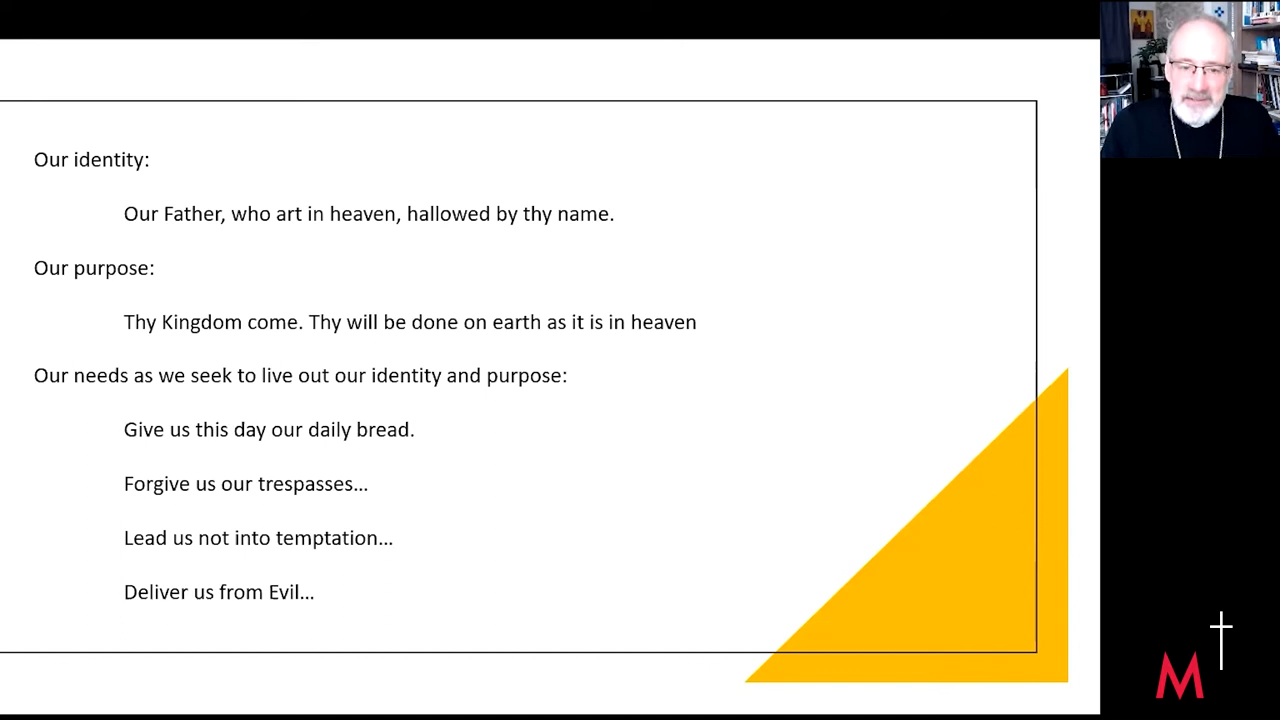 Our identity:
Our Father, who art in heaven, hallowed by thy name.
Our purpose:
Thy Kingdom come. Thy will be done on earth as it is in heaven
Our needs as we seek to live out our identity and purpose:
Give us this day our daily bread.
Forgive us our trespasses...
Lead us not into temptation...
Deliver us from Evil...
M